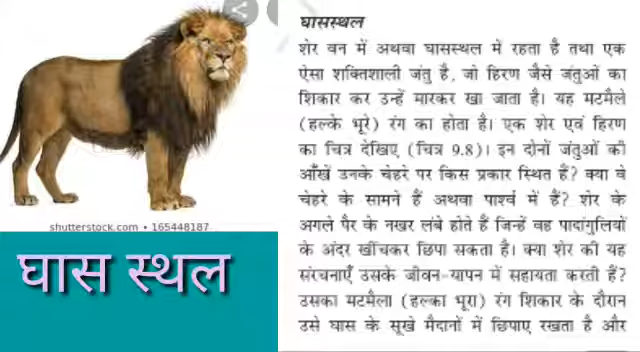 shutterstock.com • 165448187
घास स्थल
घासस्थल
शेर वन में अथवा घासस्थल में रहता है तथा एक
ऐसा शक्तिशाली जंतु है, जो हिरण जैसे जंतुओं का
शिकार कर उन्हें मारकर खा जाता है। यह मटमैले
(हल्के भूरे) रंग का होता है। एक शेर एवं हिरण
का चित्र देखिए (चित्र 9.8)। इन दोनों जंतुओं की
आँखें उनके चेहरे पर किस प्रकार स्थित हैं? क्या वे
चेहरे के सामने हैं अथवा पार्श्व में हैं? शेर के
अगले पैर के नखर लंबे होते हैं जिन्हें वह पादांगुलियों
के अंदर खींचकर छिपा सकता है। क्या शेर की यह
संरचनाएँ उसके जीवन-यापन में सहायता करती हैं?
उसका मटमैला (हल्का भूरा) रंग शिकार के दौरान
उसे घास के सूखे मैदानों में छिपाए रखता है और